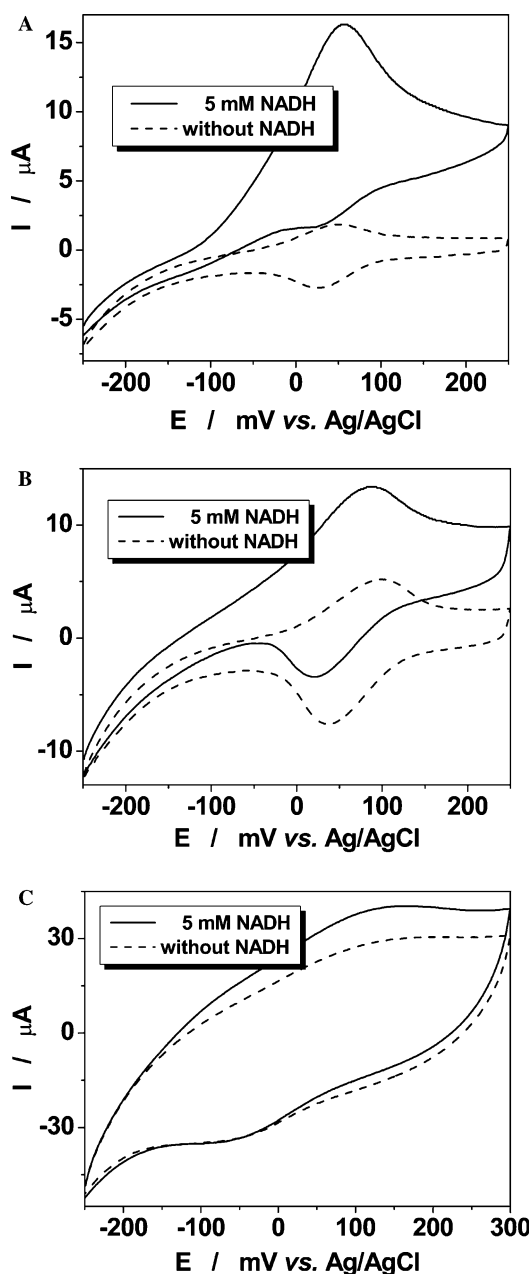 A
15
10
5
0
-5
I / μA
5 mM NADH
without NADH
-200 -100 0 100 200
E / mV vs. Ag/AgCl
B
10
0
-10
I / μA
5 mM NADH
without NADH
-200 -100 0 100 200
E / mV vs. Ag/AgCl
C
30
0
-30
I / μA
5 mM NADH
without NADH
-200 -100 0 100 200 300
E / mV vs. Ag/AgCl